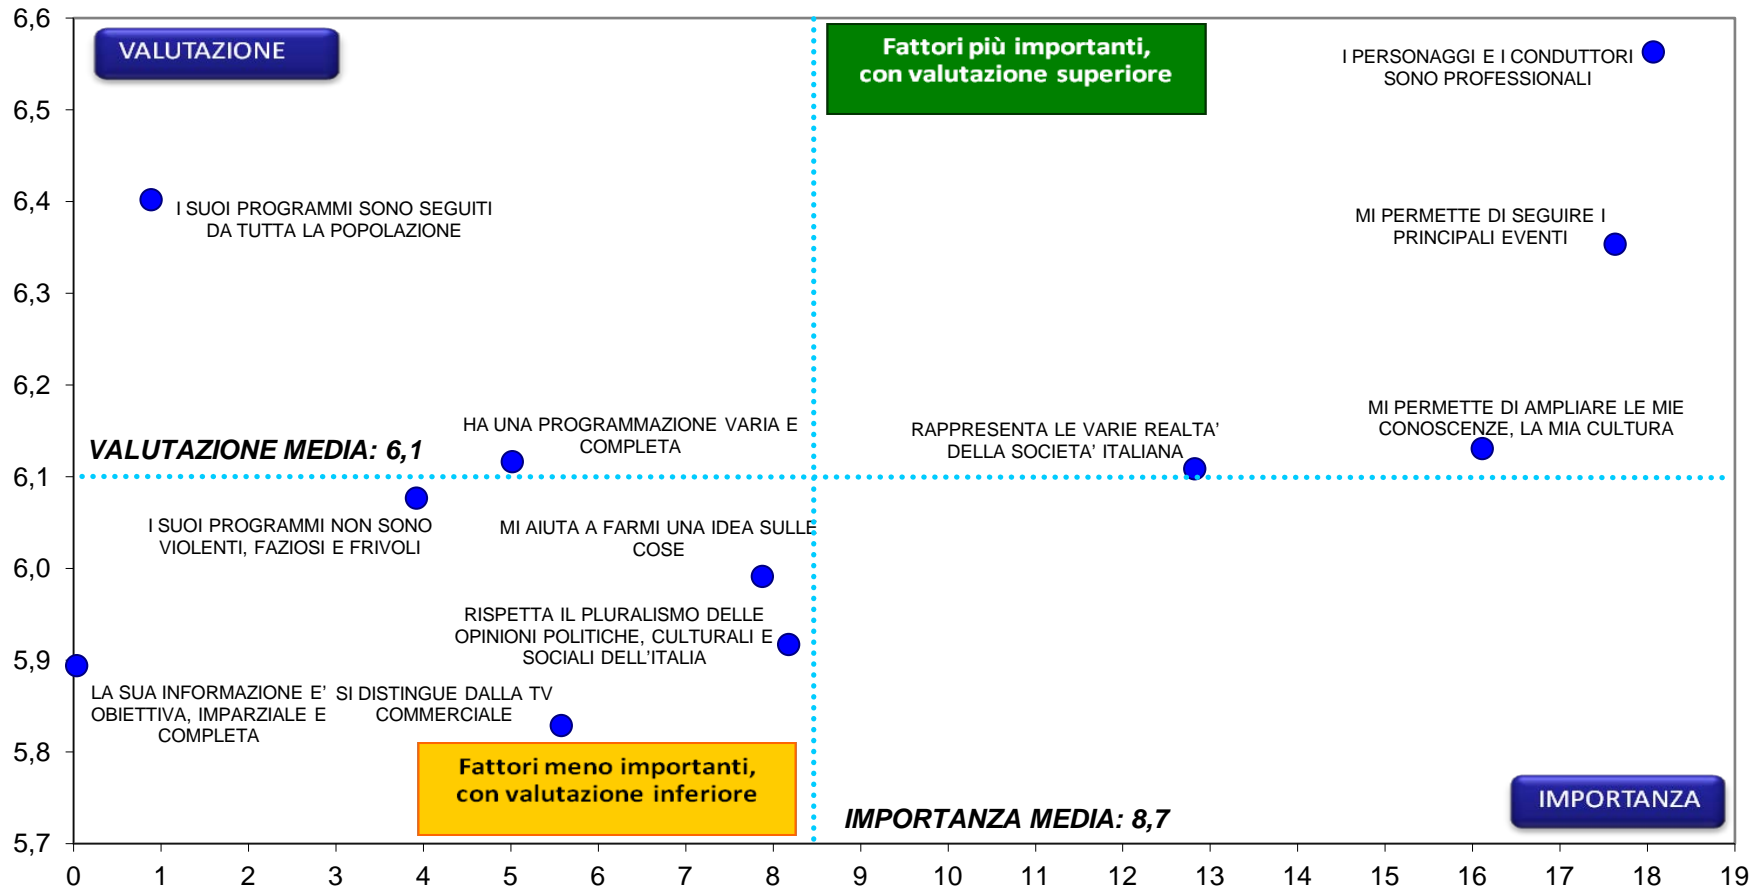 6,6
VALUTAZIONE
Fattori più importanti,
con valutazione superiore
I PERSONAGGI E I CONDUTTORI
SONO PROFESSIONALI
6,5
6,4
I SUOI PROGRAMMI SONO SEGUITI
DA TUTTA LA POPOLAZIONE
MI PERMETTE DI SEGUIRE I
PRINCIPALI EVENTI
6,3
6,2
HA UNA PROGRAMMAZIONE VARIA E
COMPLETA
RAPPRESENTA LE VARIE REALTA’
DELLA SOCIETA’ ITALIANA
MI PERMETTE DI AMPLIARE LE MIE
CONOSCENZE, LA MIA CULTURA
VALUTAZIONE MEDIA: 6,1
6,1
I SUOI PROGRAMMI NON SONO
VIOLENTI, FAZIOSI E FRIVOLI
MI AIUTA A FARMI UNA IDEA SULLE
COSE
6,0
RISPETTA IL PLURALISMO DELLE
OPINIONI POLITICHE, CULTURALI E
SOCIALI DELL’ITALIA
5,9
LA SUA INFORMAZIONE E’
OBIETTIVA, IMPARZIALE E
COMPLETA
SI DISTINGUE DALLA TV
COMMERCIALE
5,8
Fattori meno importanti,
con valutazione inferiore
IMPORTANZA MEDIA: 8,7
IMPORTANZA
5,7
0 1 2 3 4 5 6 7 8 9 10 11 12 13 14 15 16 17 18 19